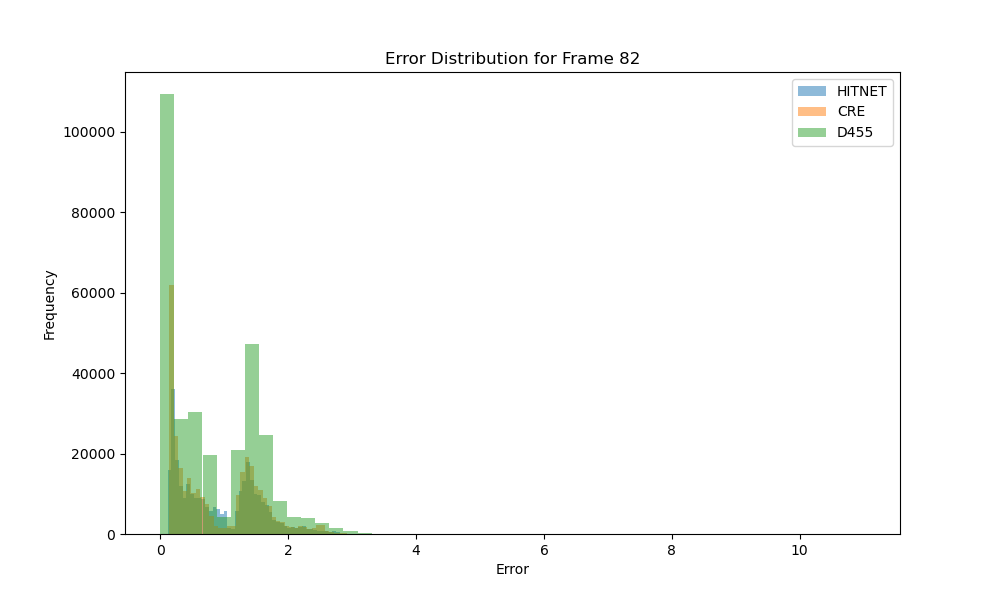 Error Distribution for Frame 82
HITNET
CRE
D455
100000
80000
60000
40000
20000
0
Frequency
0 2 4 6 8 10
Error